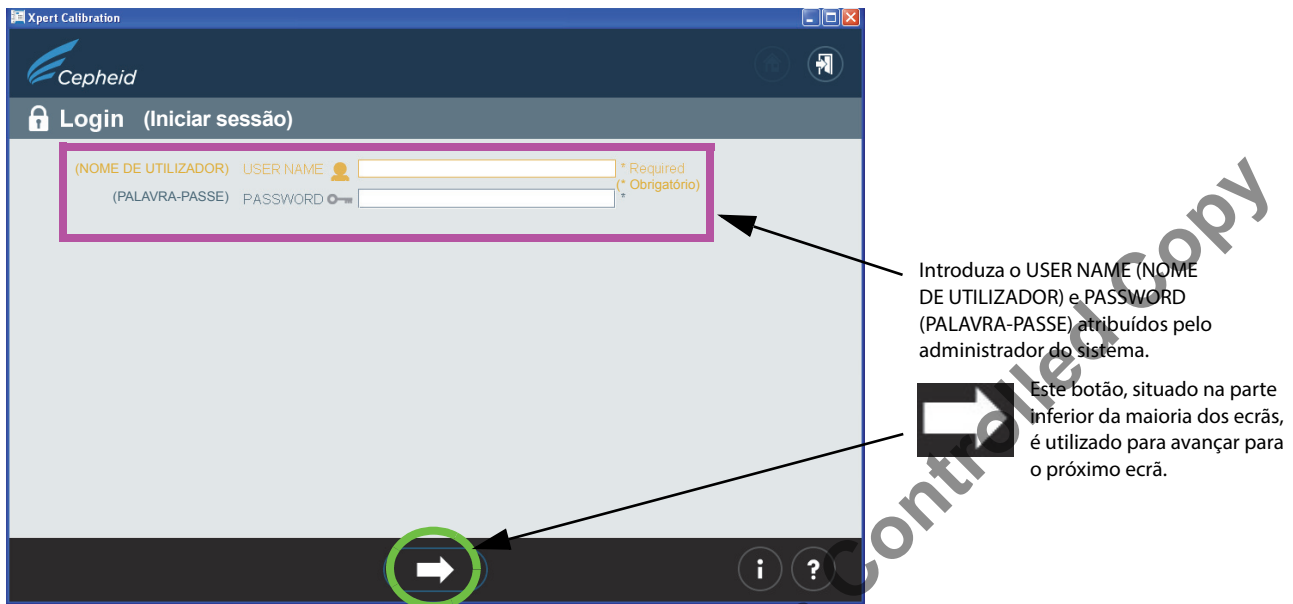 Xpert Calibration
Cepheid
Login (Iniciar sessão)
(NOME DE UTILIZADOR) USER NAME * Required
(* Obrigatório)
(PALAVRA-PASSE) PASSWORD *
Introduza o USER NAME (NOME
DE UTILIZADOR) e PASSWORD
(PALAVRA-PASSE) atribuídos pelo
administrador do sistema.
Este botão, situado na parte
inferior da maioria dos ecrãs,
é utilizado para avançar para
o próximo ecrã.
i ?
Controlled Copy